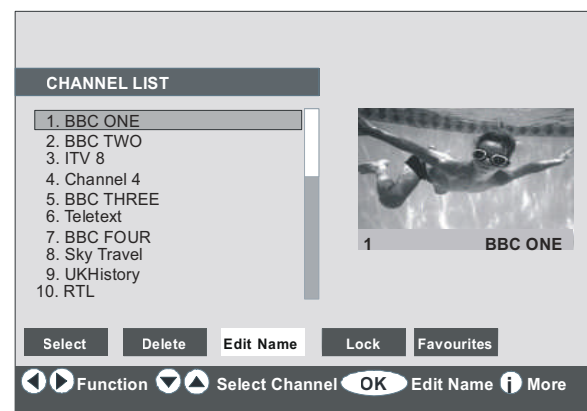 CHANNEL LIST
1. BBC ONE
2. BBC TWO
3. ITV 8
4. Channel 4
5. BBC THREE
6. Teletext
7. BBC FOUR
8. Sky Travel
9. UKHistory
10. RTL
1 BBC ONE
Select Delete Edit Name Lock Favourites
Function Select Channel OK Edit Name i More